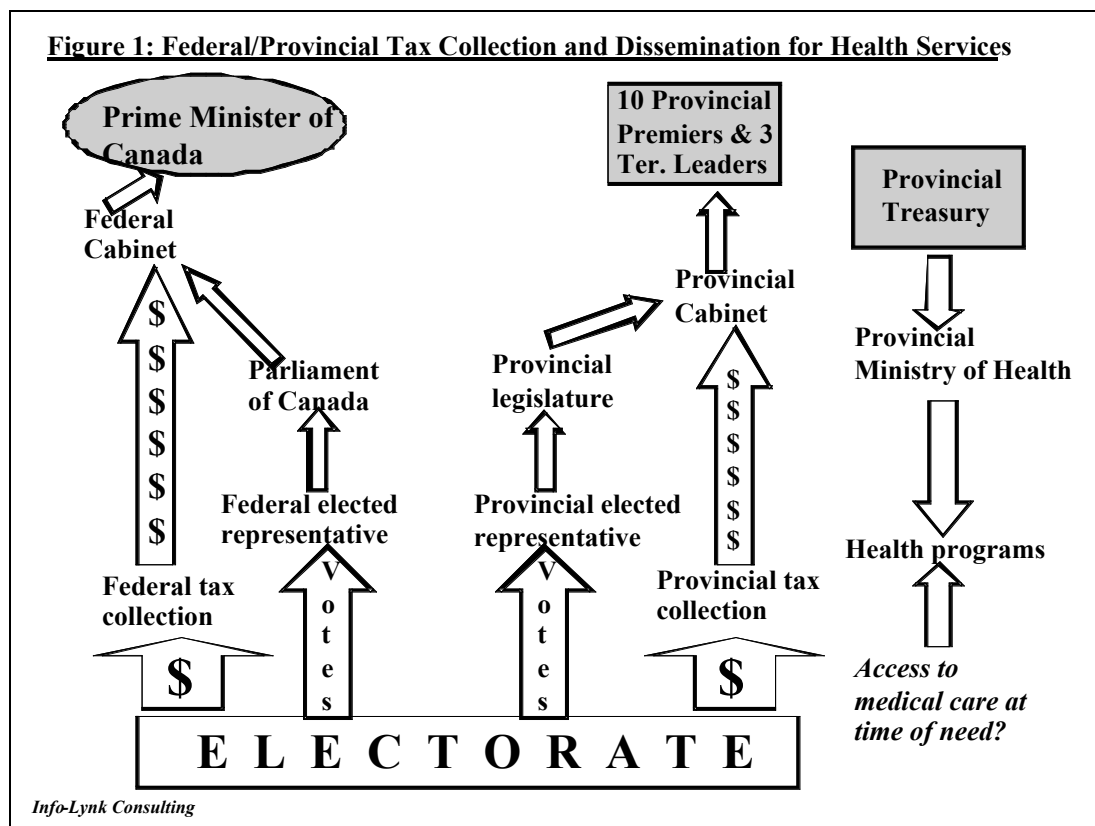 Figure 1: Federal/Provincial Tax Collection and Dissemination for Health Services
Prime Minister of
Canada
10 Provincial
Premiers & 3
Ter. Leaders
Provincial
Treasury
Federal
Cabinet
Provincial
Cabinet
Provincial
Ministry of Health
Parliament
of Canada
Provincial
legislature
$
$
$
$
$
$
$
$
$
$
$
$
Federal elected
representative
Provincial elected
representative
Health programs
Federal tax
collection
Votes
Votes
Provincial tax
collection
$
$
Access to
medical care at
time of need?
ELECTORATE
Info-Lynk Consulting